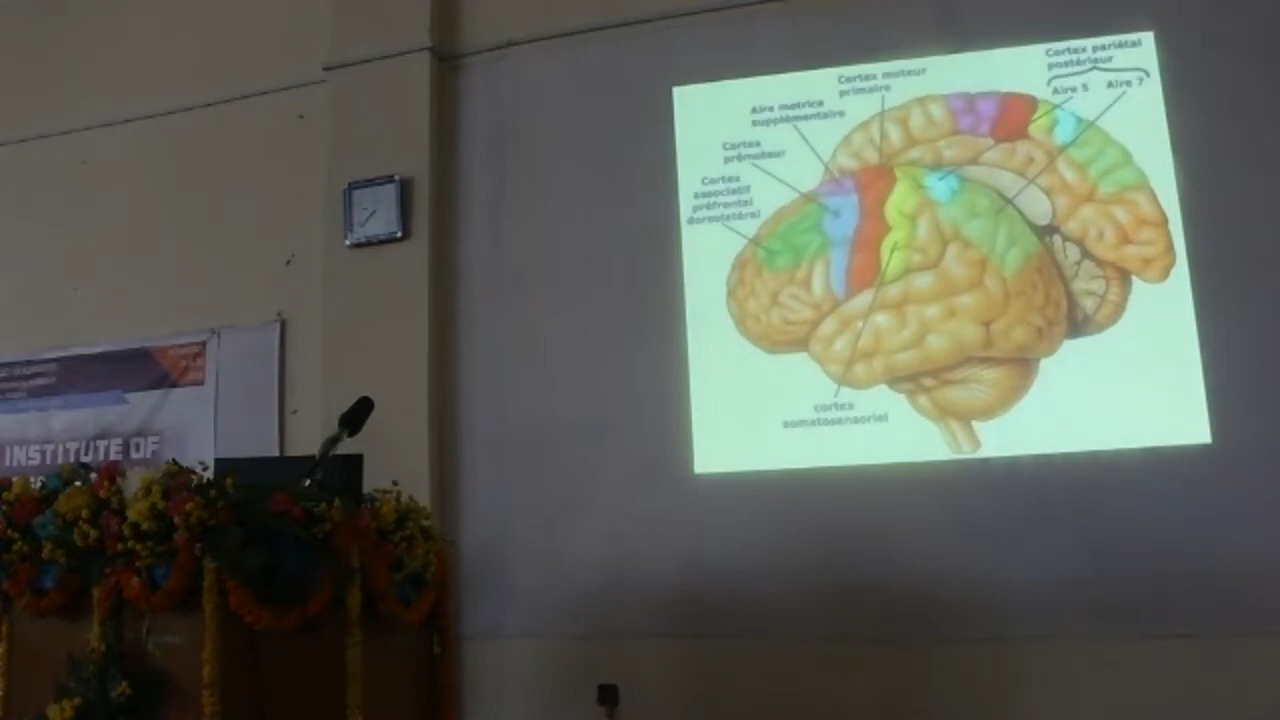 Cortex pariétal
postérieur
Aire 5
Aire 7
Cortex moteur
primaire
Aire motrice
supplémentaire
Cortex
prémoteur
Cortex
associatif
préfrontal
dorsolatéral
cortex
somatosensoriel
INSTITUTE OF